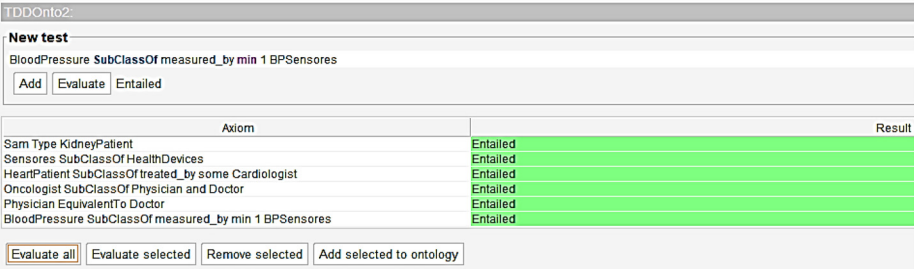 TDDOnto2:
New test
BloodPressure SubClassOf measured_by min 1 BPSensores
Add Evaluate Entailed
Axiom Result
Sam Type KidneyPatient Entailed
Sensores SubClassOf HealthDevices Entailed
HeartPatient SubClassOf treated_by some Cardiologist Entailed
Oncologist SubClassOf Physician and Doctor Entailed
Physician EquivalentTo Doctor Entailed
BloodPressure SubClassOf measured_by min 1 BPSensores Entailed
Evaluate all Evaluate selected Remove selected Add selected to ontology